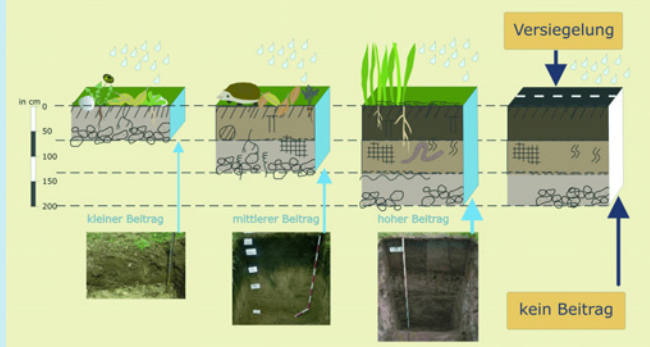 Versiegelung
in cm
0
50
100
150
200
kleiner Beitrag
mittlerer Beitrag
hoher Beitrag
kein Beitrag